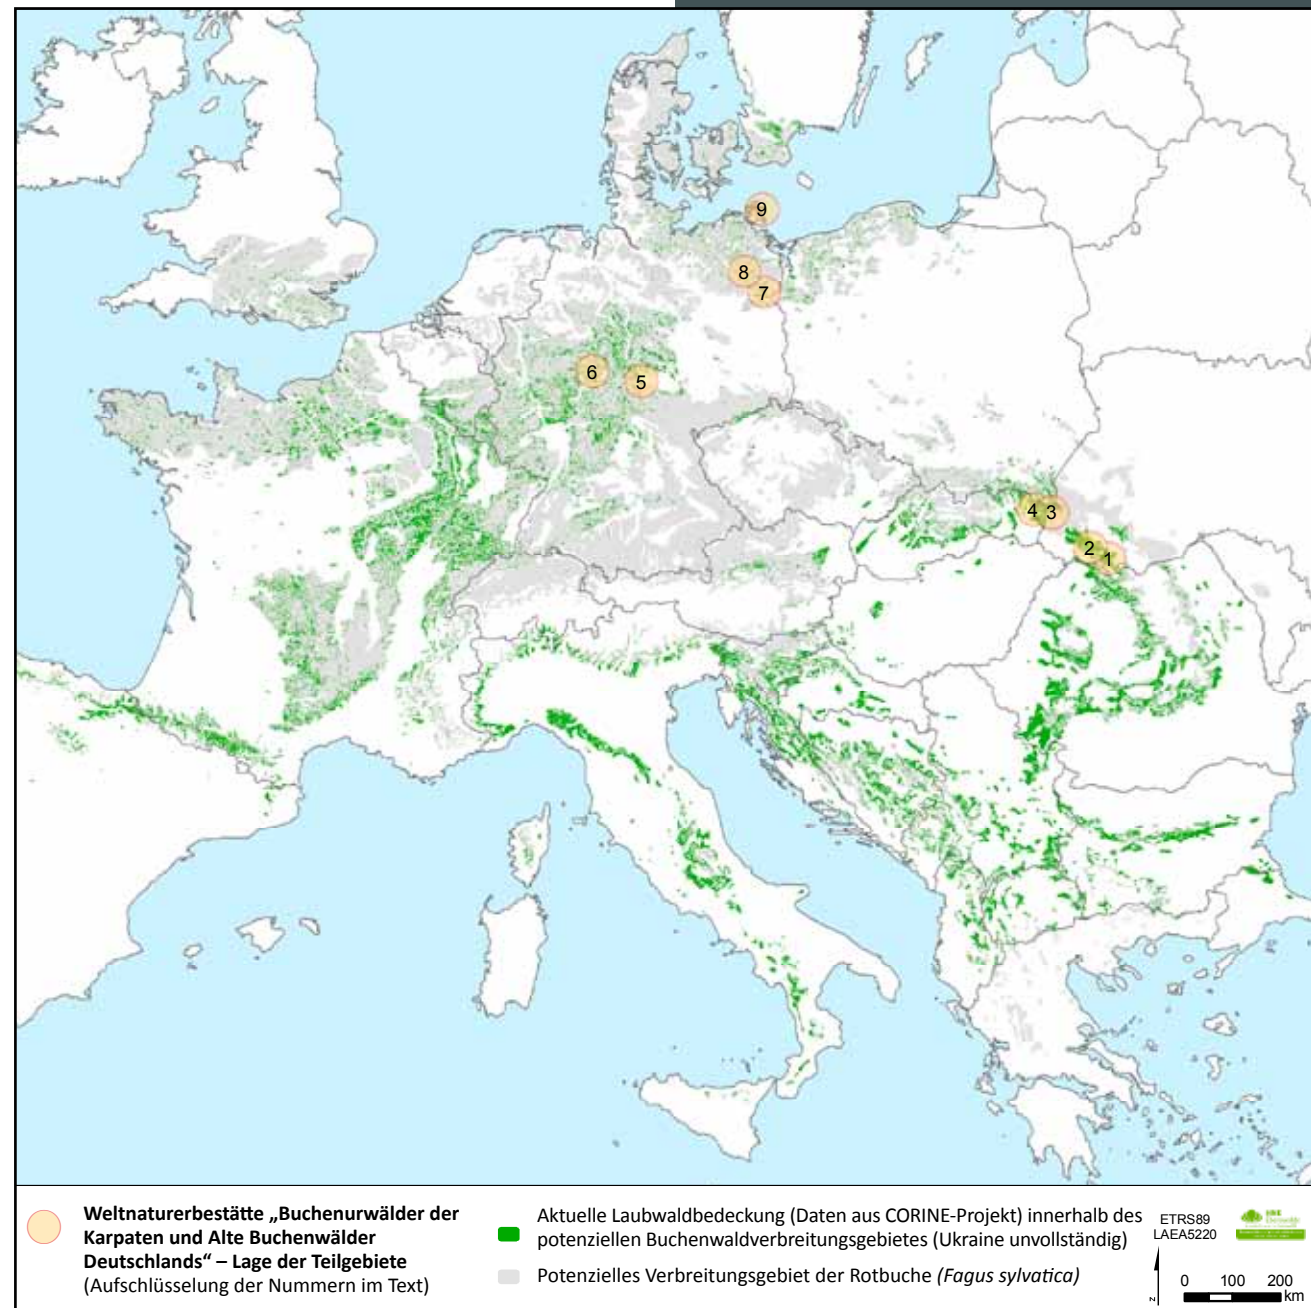 9
8
7
6
5
4 3
2
1
Weltnaturerbestätte „Buchenurwälder der
Karpaten und Alte Buchenwälder
Deutschlands“ – Lage der Teilgebiete
(Aufschlüsselung der Nummern im Text)
Aktuelle Laubwaldbedeckung (Daten aus CORINE-Projekt) innerhalb des
potenziellen Buchenwaldverbreitungsgebietes (Ukraine unvollständig)
Potenzielles Verbreitungsgebiet der Rotbuche (Fagus sylvatica)
ETRS89
LAEA5220
N
0 100 200
km